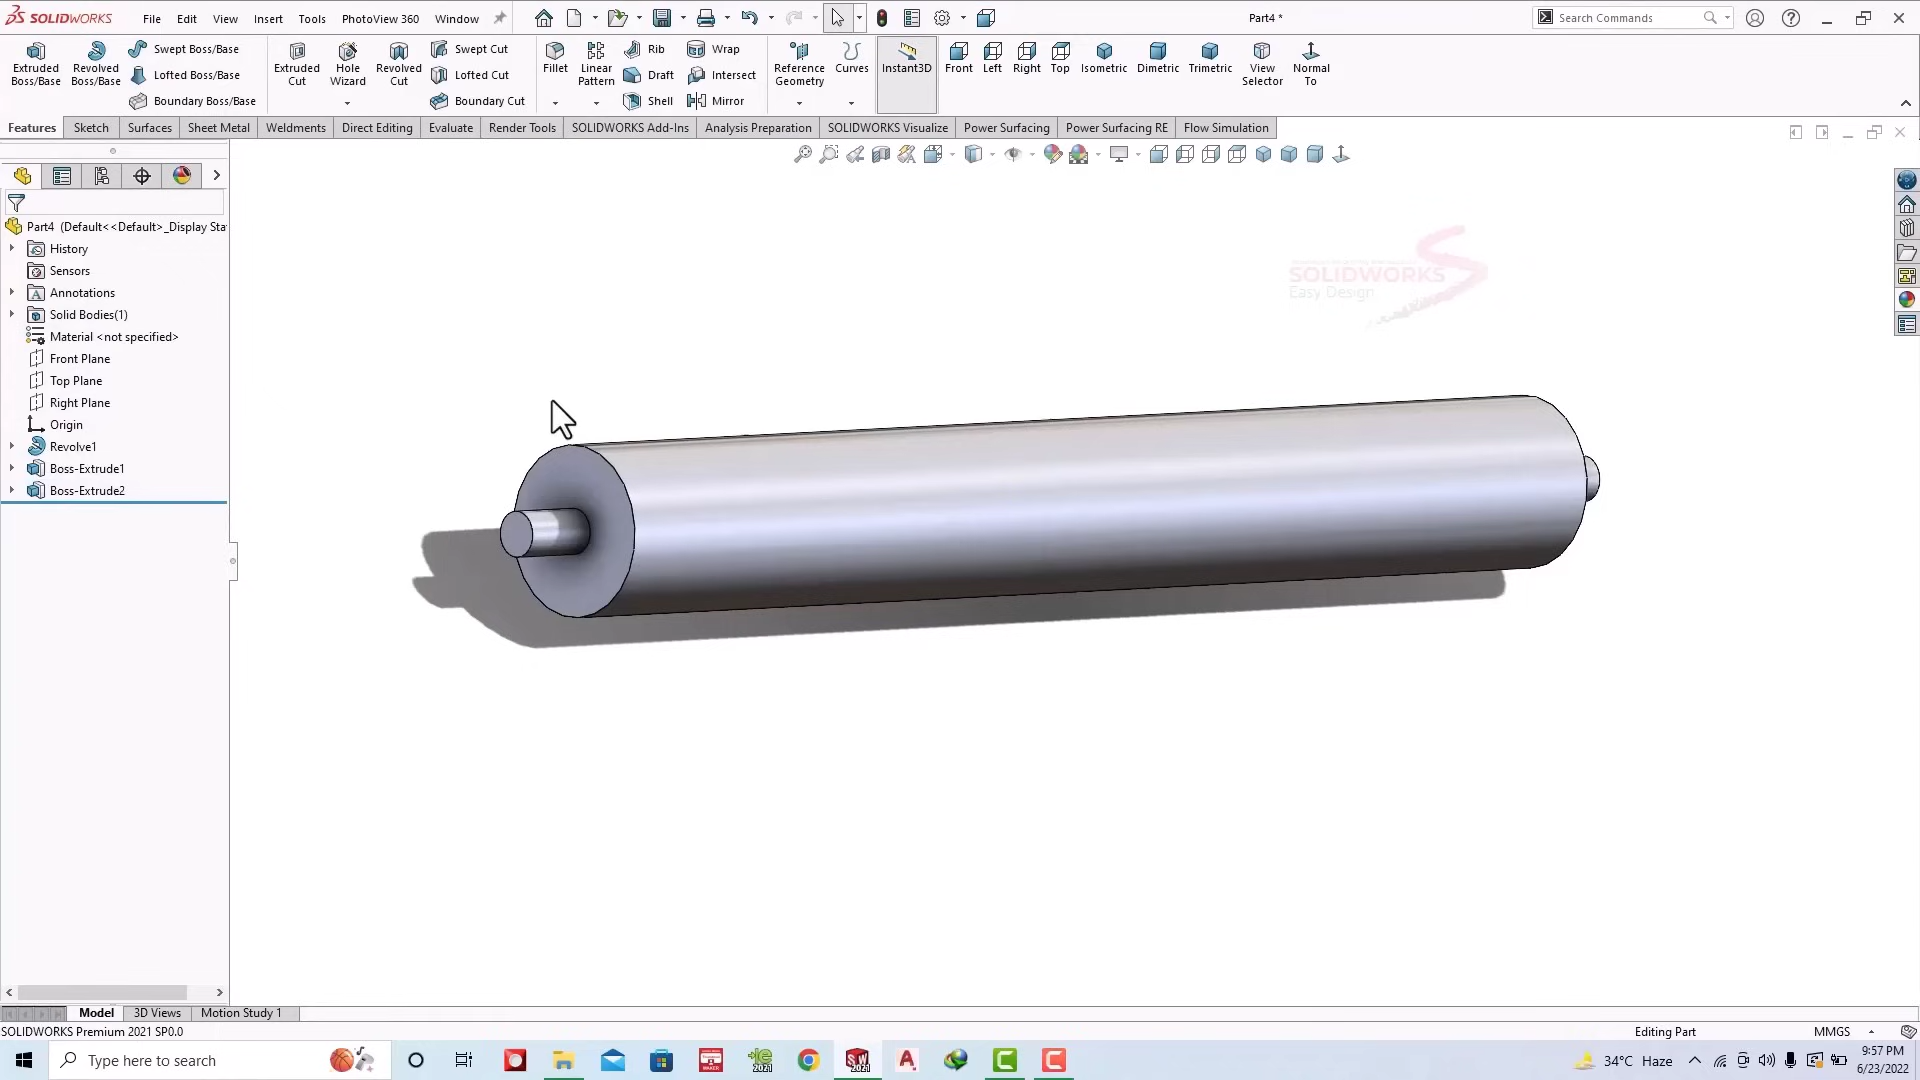 SOLIDWORKS File Edit View Insert Tools PhotoView 360 Window Part4 * Search Commands
Extruded Boss/Base
Revolved Boss/Base
Swept Boss/Base
Lofted Boss/Base
Boundary Boss/Base
Extruded Cut
Hole Wizard
Revolved Cut
Swept Cut
Lofted Cut
Boundary Cut
Fillet
Linear Pattern
Rib
Draft
Shell
Wrap
Intersect
Mirror
Reference Geometry
Curves
Instant3D
Front
Left
Right
Top
Isometric
Dimetric
Trimetric
View Selector
Normal To
Features Sketch Surfaces Sheet Metal Weldments Direct Editing Evaluate Render Tools SOLIDWORKS Add-Ins Analysis Preparation SOLIDWORKS Visualize Power Surfacing Power Surfacing RE Flow Simulation
Part4 (Default<<Default>_Display Sta
History
Sensors
Annotations
Solid Bodies(1)
Material <not specified>
Front Plane
Top Plane
Right Plane
Origin
Revolve1
Boss-Extrude1
Boss-Extrude2
SOLIDWORKS
Easy Design
Model 3D Views Motion Study 1
SOLIDWORKS Premium 2021 SP0.0 Editing Part MMGS
Type here to search 34°C Haze 9:57 PM
6/23/2022